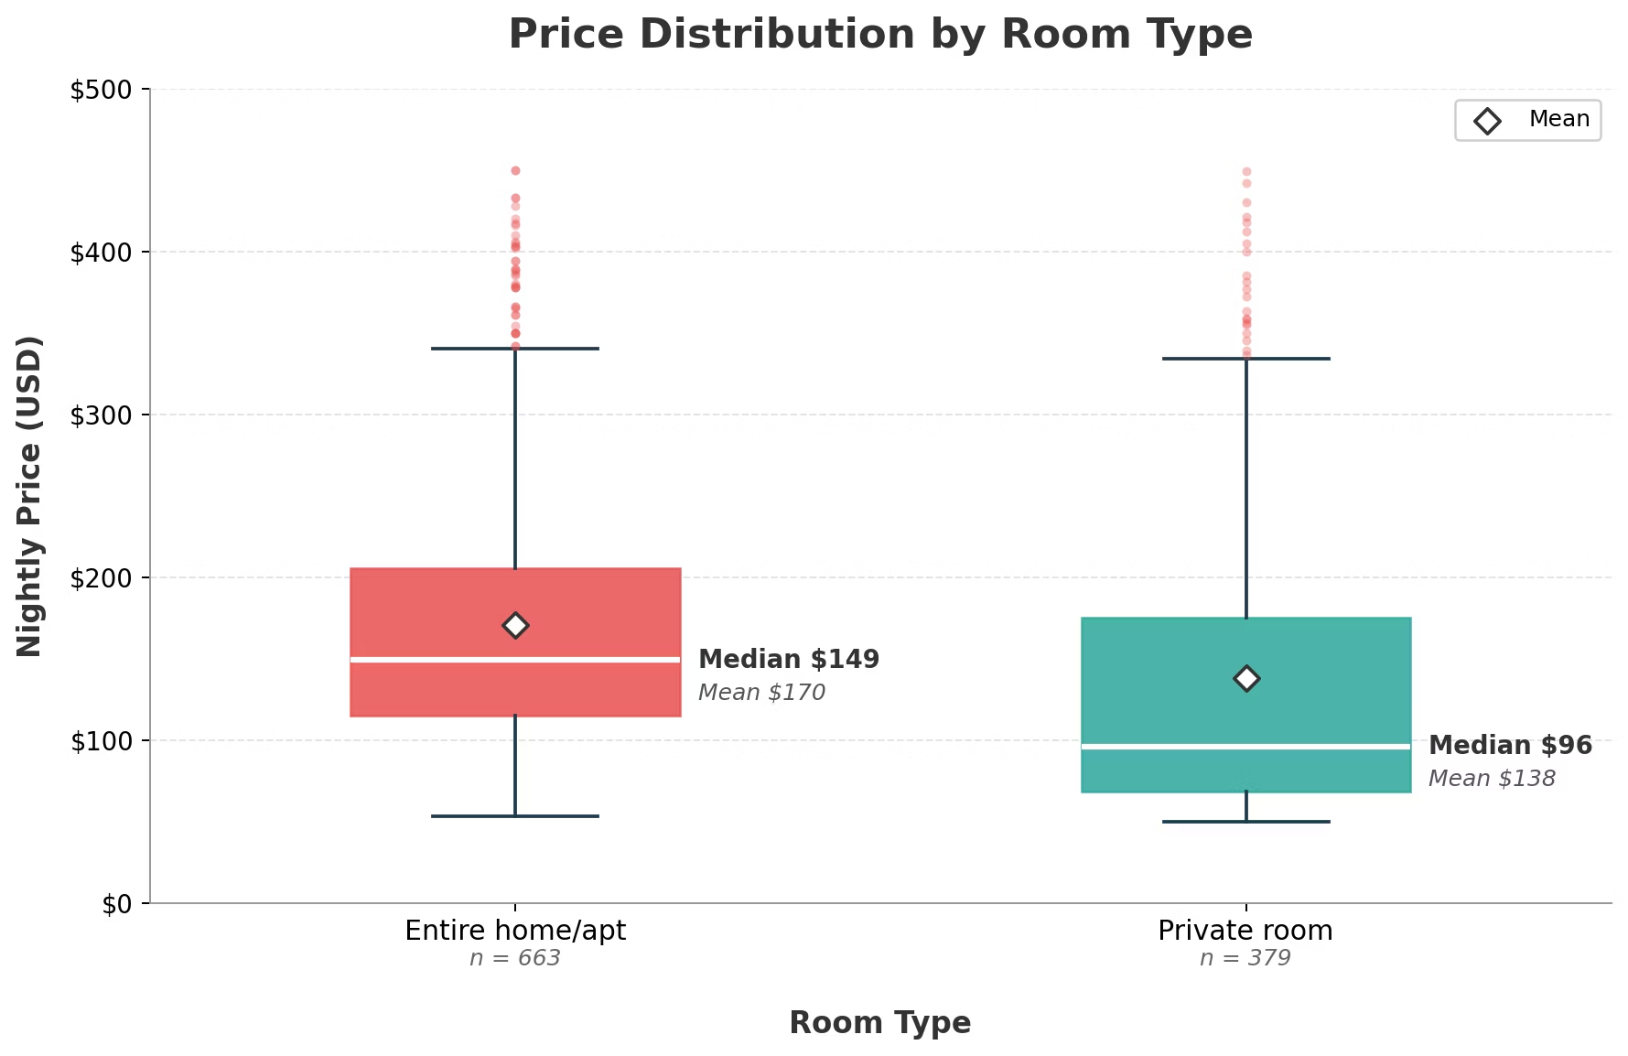 Price Distribution by Room Type
Mean
Nightly Price (USD)
$500
$400
$300
$200
$100
$0
Median $149
Mean $170
Median $96
Mean $138
Entire home/apt
n = 663
Private room
n = 379
Room Type